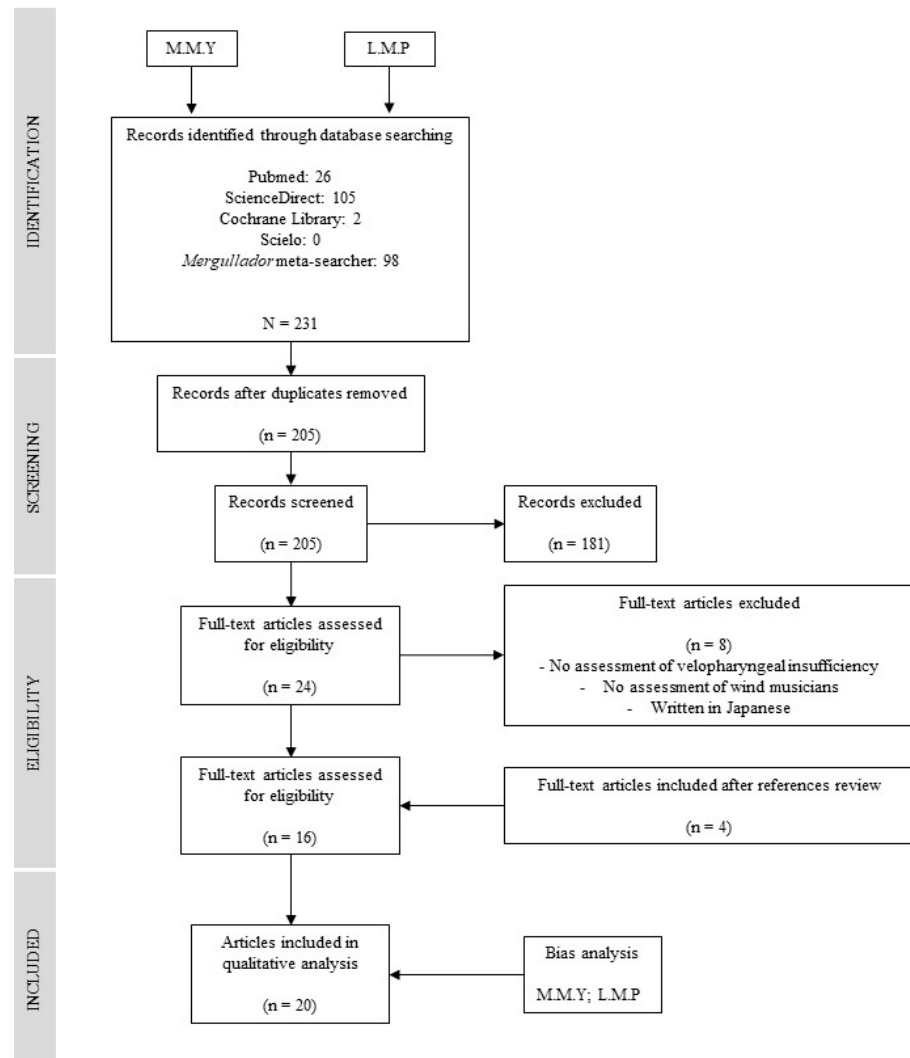 IDENTIFICATION
M.M.Y
L.M.P
Records identified through database searching
Pubmed: 26
ScienceDirect: 105
Cochrane Library: 2
Scielo: 0
Mergullador meta-searcher: 98
N = 231
SCREENING
Records after duplicates removed
(n = 205)
Records screened
(n = 205)
Records excluded
(n = 181)
ELIGIBILITY
Full-text articles assessed
for eligibility
(n = 24)
Full-text articles excluded
(n = 8)
- No assessment of velopharyngeal insufficiency
- No assessment of wind musicians
- Written in Japanese
Full-text articles assessed
for eligibility
(n = 16)
Full-text articles included after references review
(n = 4)
INCLUDED
Articles included in
qualitative analysis
(n = 20)
Bias analysis
M.M.Y; L.M.P